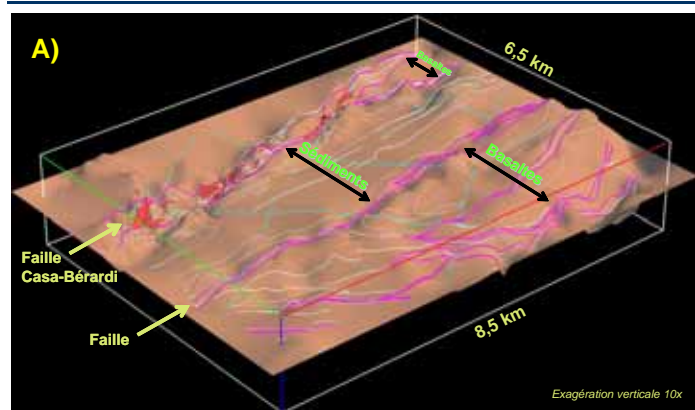 A)
Basaltes
6,5 km
Sédiments
Basaltes
Faille
Casa-Bérardi
Faille
8,5 km
Exagération verticale 10x